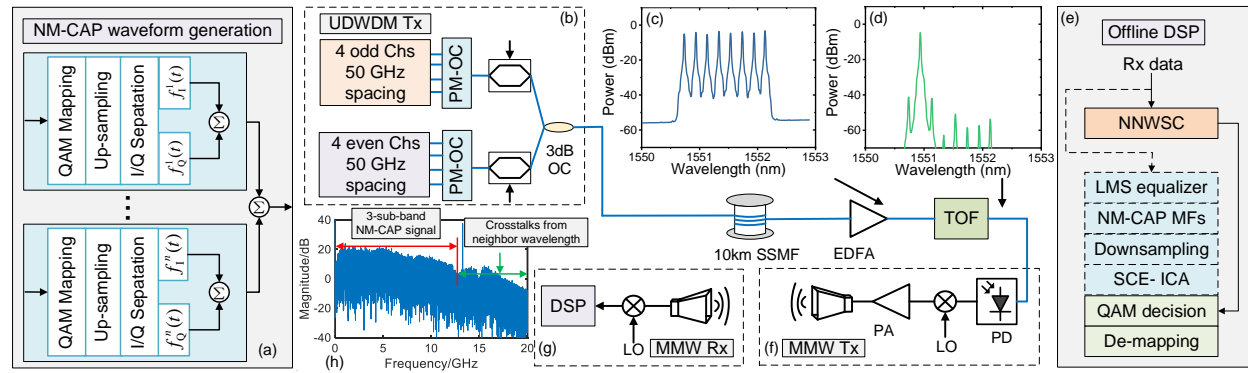 NM-CAP waveform generation
QAM Mapping
Up-sampling
I/Q Sepatation
f_I^1(t)
f_Q^1(t)
Σ
Σ
⋮
QAM Mapping
Up-sampling
I/Q Sepatation
f_I^n(t)
f_Q^n(t)
Σ
(a)
UDWDM Tx
(b)
4 odd Chs
50 GHz
spacing
PM-OC
4 even Chs
50 GHz
spacing
PM-OC
3dB
OC
(c)
Power (dBm)
0
-20
-40
-60
1550
1551
1552
1553
Wavelength (nm)
(d)
Power (dBm)
0
-20
-40
-60
1550
1551
1552
1553
Wavelength (nm)
10km SSMF
EDFA
TOF
(e)
Offline DSP
Rx data
NNWSC
LMS equalizer
NM-CAP MFs
Downsampling
SCE- ICA
QAM decision
De-mapping
3-sub-band
NM-CAP signal
Crosstalks from
neighbor wavelength
Magnitude/dB
40
20
0
-20
-40
0
5
10
15
20
Frequency/GHz
(h)
DSP
LO
(g)
MMW Rx
PA
LO
PD
(f)
MMW Tx